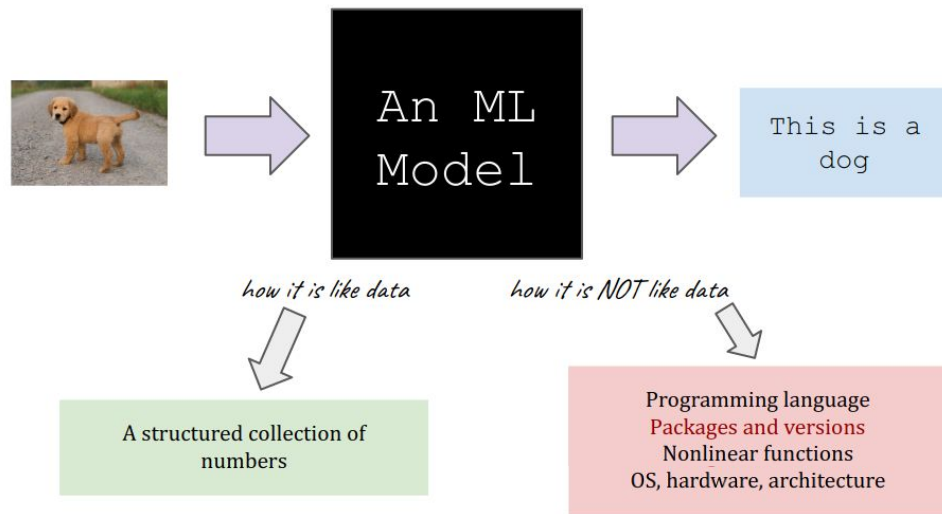 An ML
Model
This is a
dog
how it is like data
how it is NOT like data
A structured collection of
numbers
Programming language
Packages and versions
Nonlinear functions
OS, hardware, architecture